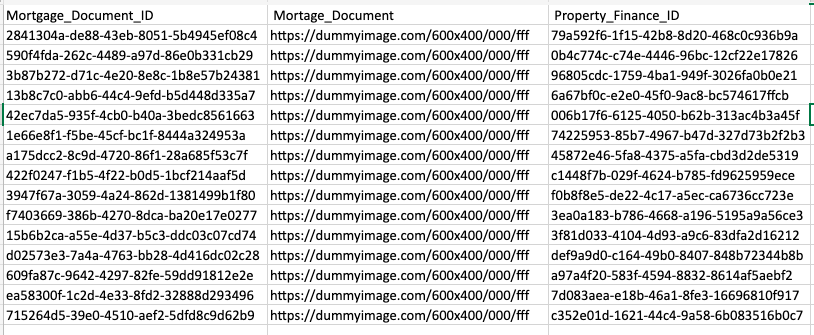 Mortgage_Document_ID Mortage_Document Property_Finance_ID
2841304a-de88-43eb-8051-5b4945ef08c4 https://dummyimage.com/600x400/000/fff 79a592f6-1f15-42b8-8d20-468c0c936b9a
590f4fda-262c-4489-a97d-86e0b331cb29 https://dummyimage.com/600x400/000/fff 0b4c774c-c74e-4446-96bc-12cf22e17826
3b87b272-d71c-4e20-8e8c-1b8e57b24381 https://dummyimage.com/600x400/000/fff 96805cdc-1759-4ba1-949f-3026fa0b0e21
13b8c7c0-abb6-44c4-9efd-b5d448d335a7 https://dummyimage.com/600x400/000/fff 6a67bf0c-e2e0-45f0-9ac8-bc574617ffcb
42ec7da5-935f-4cb0-b40a-3bedc8561663 https://dummyimage.com/600x400/000/fff 006b17f6-6125-4050-b62b-313ac4b3a45f
1e66e8f1-f5be-45cf-bc1f-8444a324953a https://dummyimage.com/600x400/000/fff 74225953-85b7-4967-b47d-327d73b2f2b3
a175dcc2-8c9d-4720-86f1-28a685f53c7f https://dummyimage.com/600x400/000/fff 45872e46-5fa8-4375-a5fa-cbd3d2de5319
422f0247-f1b5-4f22-b0d5-1bcf214aaf5d https://dummyimage.com/600x400/000/fff c1448f7b-029f-4624-b785-fd9625959ece
3947f67a-3059-4a24-862d-1381499b1f80 https://dummyimage.com/600x400/000/fff f0b8f8e5-de22-4c17-a5ec-ca6736cc723e
f7403669-386b-4270-8dca-ba20e17e0277 https://dummyimage.com/600x400/000/fff 3ea0a183-b786-4668-a196-5195a9a56ce3
15b6b2ca-a55e-4d37-b5c3-ddc03c07cd74 https://dummyimage.com/600x400/000/fff 3f81d033-4104-4d93-a9c6-83dfa2d16212
d02573e3-7a4a-4763-bb28-4d416dc02c28 https://dummyimage.com/600x400/000/fff def9a9d0-c164-49b0-8407-848b72344b8b
609fa87c-9642-4297-82fe-59dd91812e2e https://dummyimage.com/600x400/000/fff a97a4f20-583f-4594-8832-8614af5aebf2
ea58300f-1c2d-4e33-8fd2-32888d293496 https://dummyimage.com/600x400/000/fff 7d083aea-e18b-46a1-8fe3-16696810f917
715264d5-39e0-4510-aef2-5dfd8c9d62b9 https://dummyimage.com/600x400/000/fff c352e01d-1621-44c4-9a58-6b083516b0c7